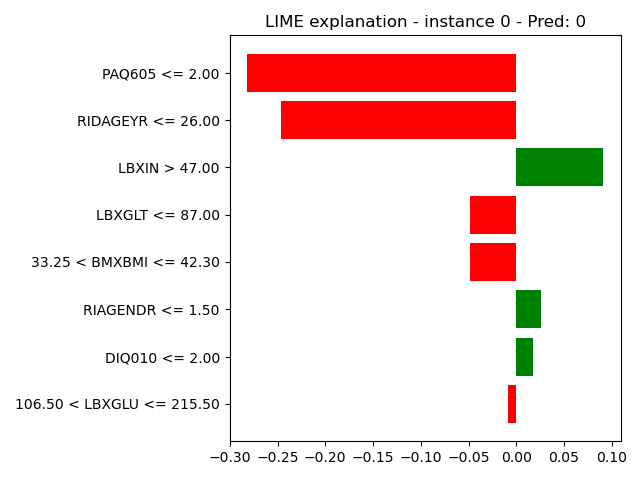 LIME explanation - instance 0 - Pred: 0
PAQ605 <= 2.00
RIDAGEYR <= 26.00
LBXIN > 47.00
LBXGLT <= 87.00
33.25 < BMXBMI <= 42.30
RIAGENDR <= 1.50
DIQ010 <= 2.00
106.50 < LBXGLU <= 215.50
−0.30 −0.25 −0.20 −0.15 −0.10 −0.05 0.00 0.05 0.10